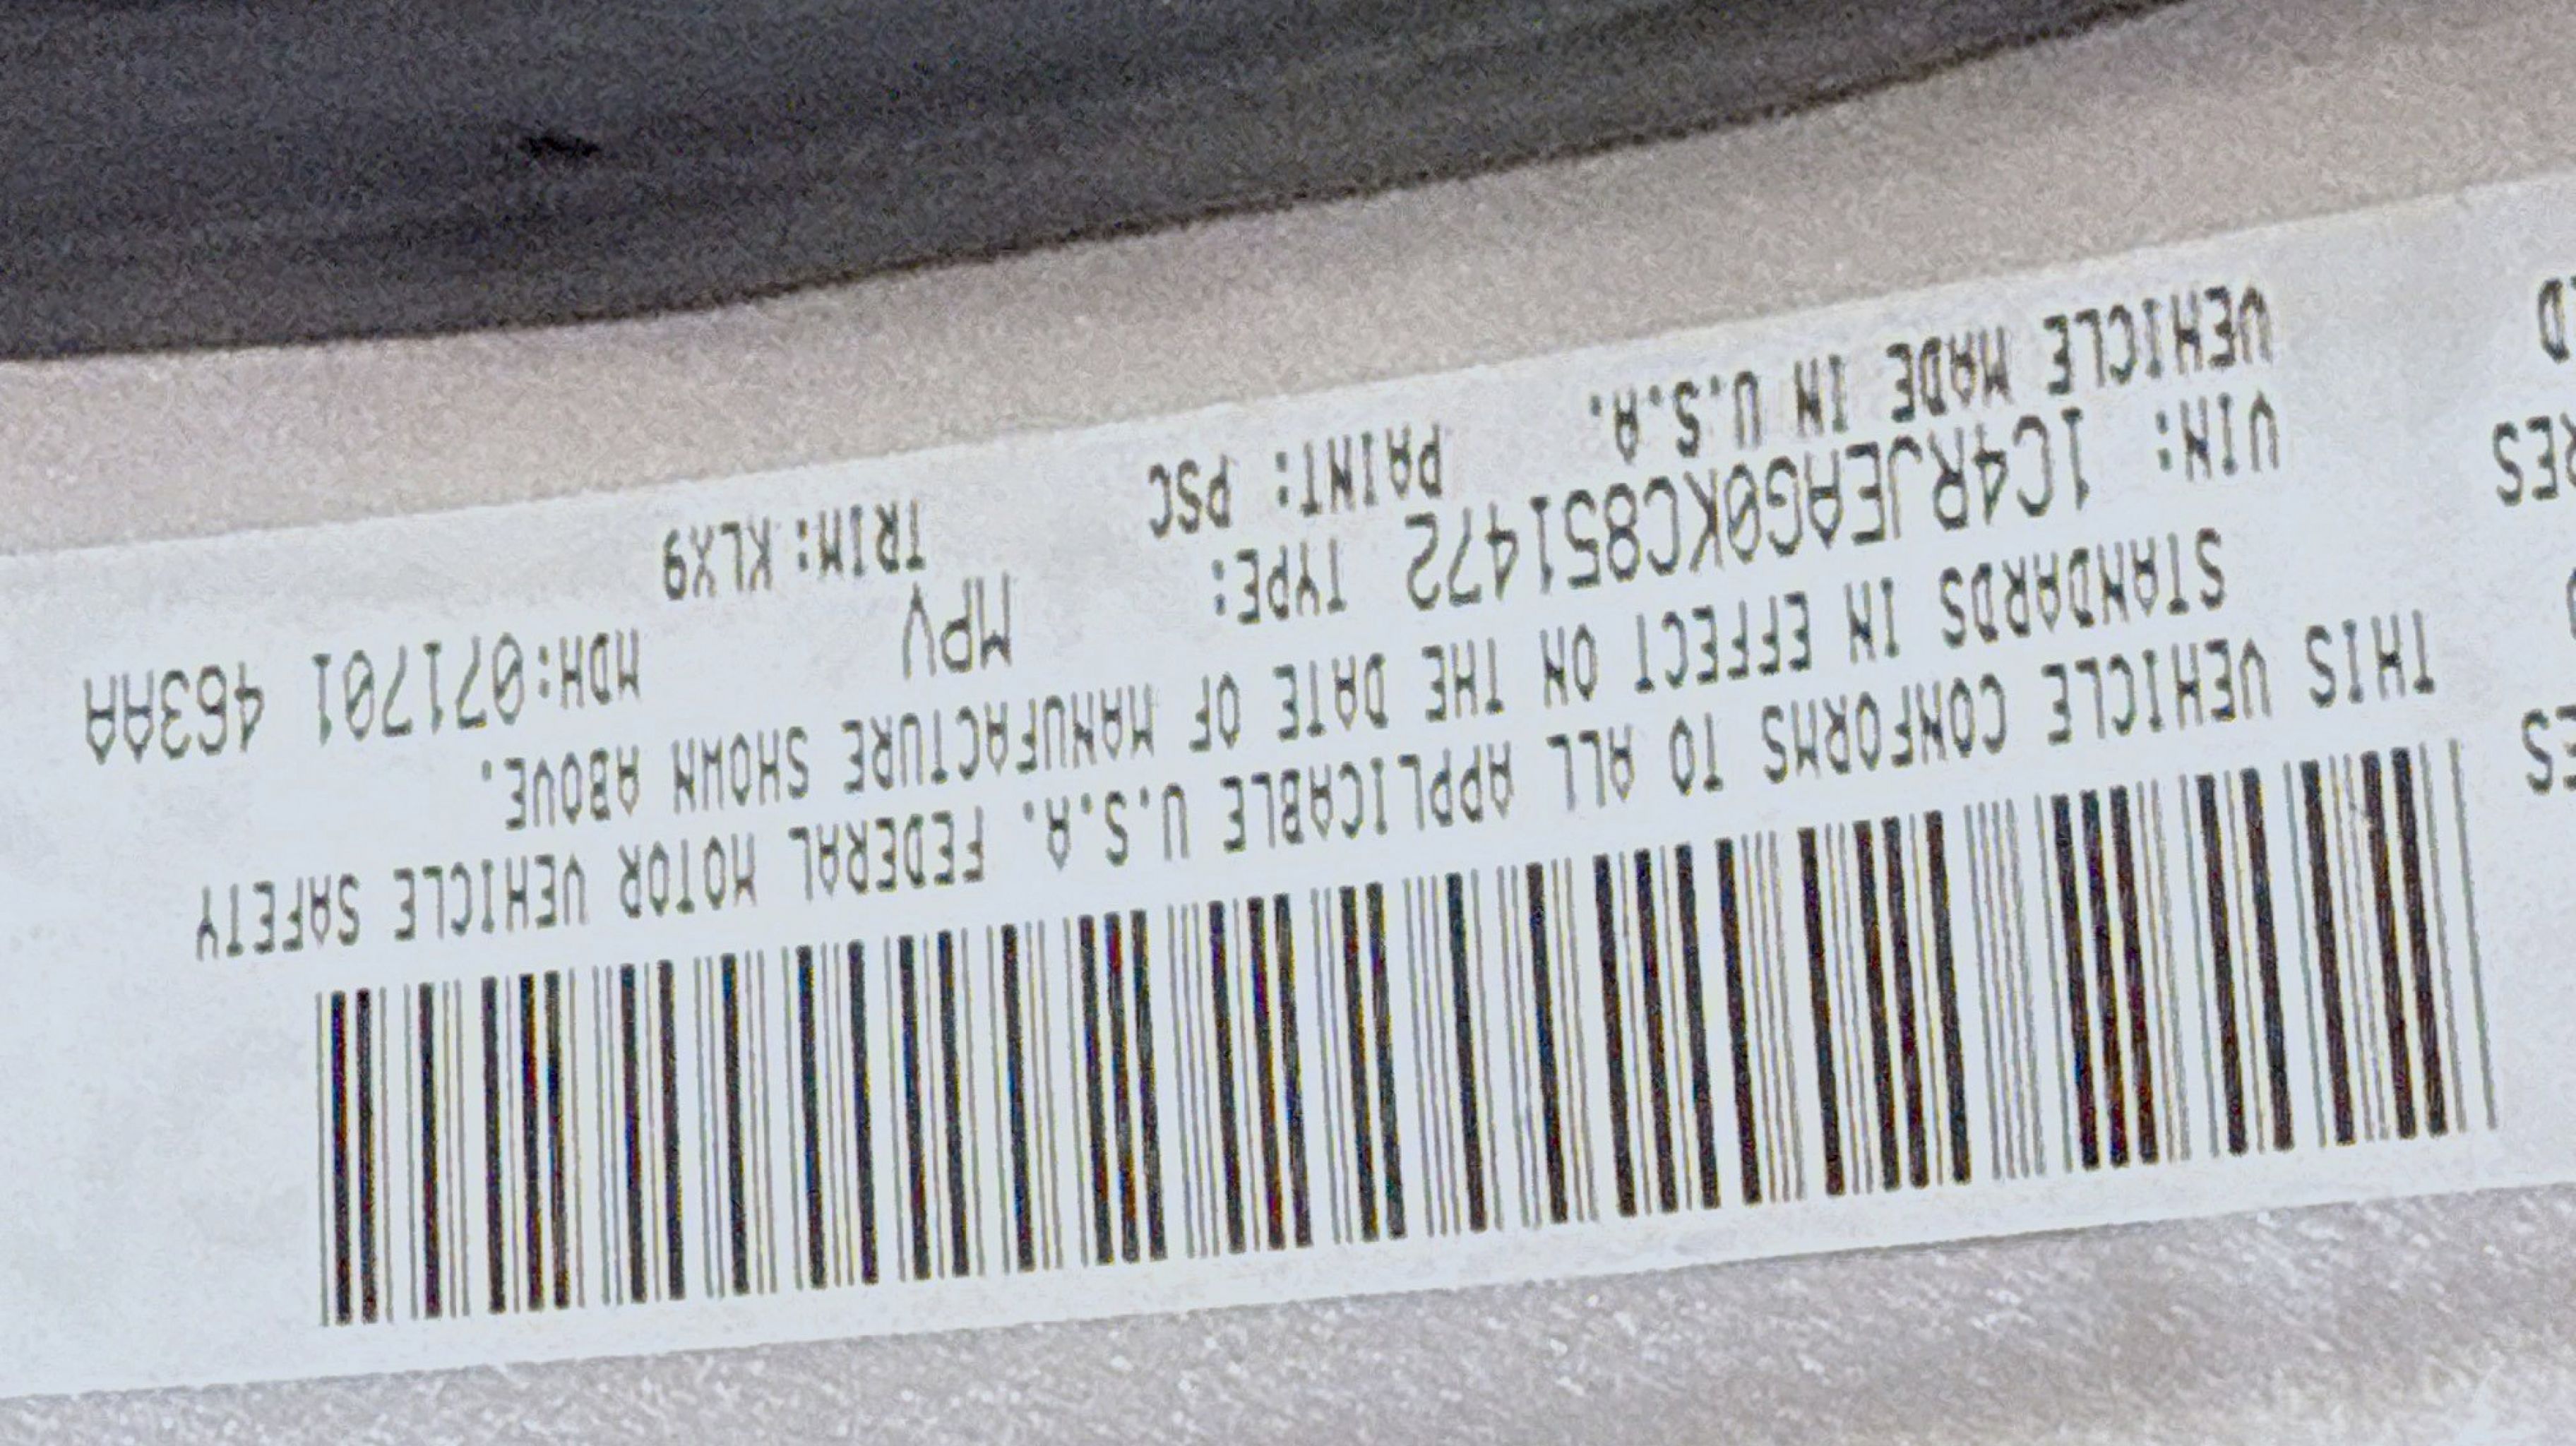 THIS VEHICLE CONFORMS TO ALL APPLICABLE U.S.A. FEDERAL MOTOR VEHICLE SAFETY
STANDARDS IN EFFECT ON THE DATE OF MANUFACTURE SHOWN ABOVE.
VIN: 1C4RJEAG0KC851472 TYPE: MPV MDH:071701 463AA
VEHICLE MADE IN U.S.A. PAINT: PSC TRIM:KLX9